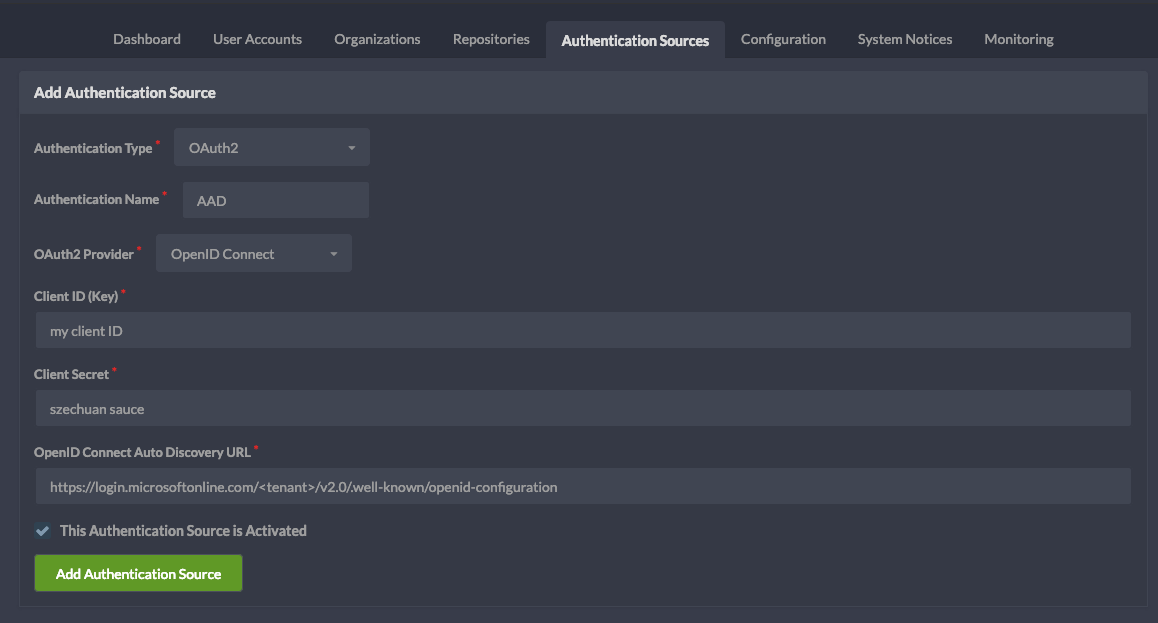 Dashboard User Accounts Organizations Repositories Authentication Sources Configuration System Notices Monitoring
Add Authentication Source
Authentication Type * OAuth2
Authentication Name * AAD
OAuth2 Provider * OpenID Connect
Client ID (Key) *
my client ID
Client Secret *
szechuan sauce
OpenID Connect Auto Discovery URL *
https://login.microsoftonline.com/<tenant>/v2.0/.well-known/openid-configuration
This Authentication Source is Activated
Add Authentication Source